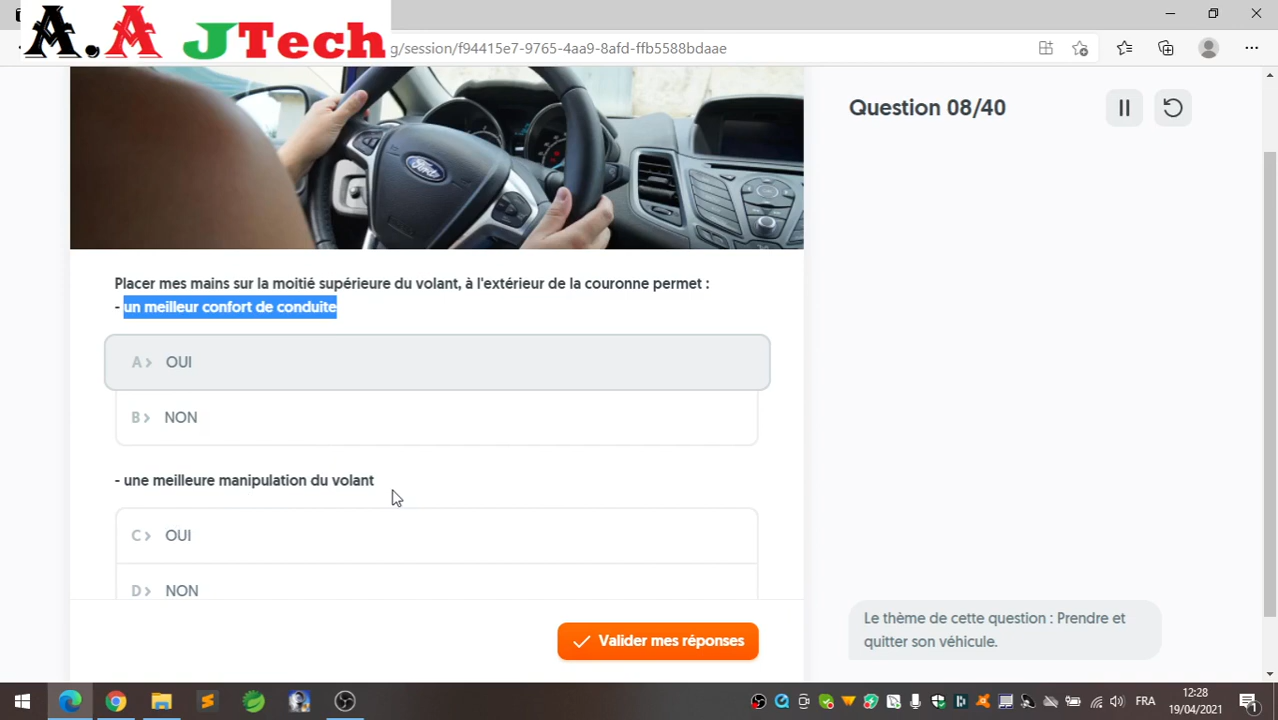 A.A JTech
g/session/f94415e7-9765-4aa9-8afd-ffb5588bdaae
Ford
Question 08/40
Placer mes mains sur la moitié supérieure du volant, à l'extérieur de la couronne permet :
- un meilleur confort de conduite
A > OUI
B > NON
- une meilleure manipulation du volant
C > OUI
D > NON
Valider mes réponses
Le thème de cette question : Prendre et
quitter son véhicule.
FRA
12:28
19/04/2021
1